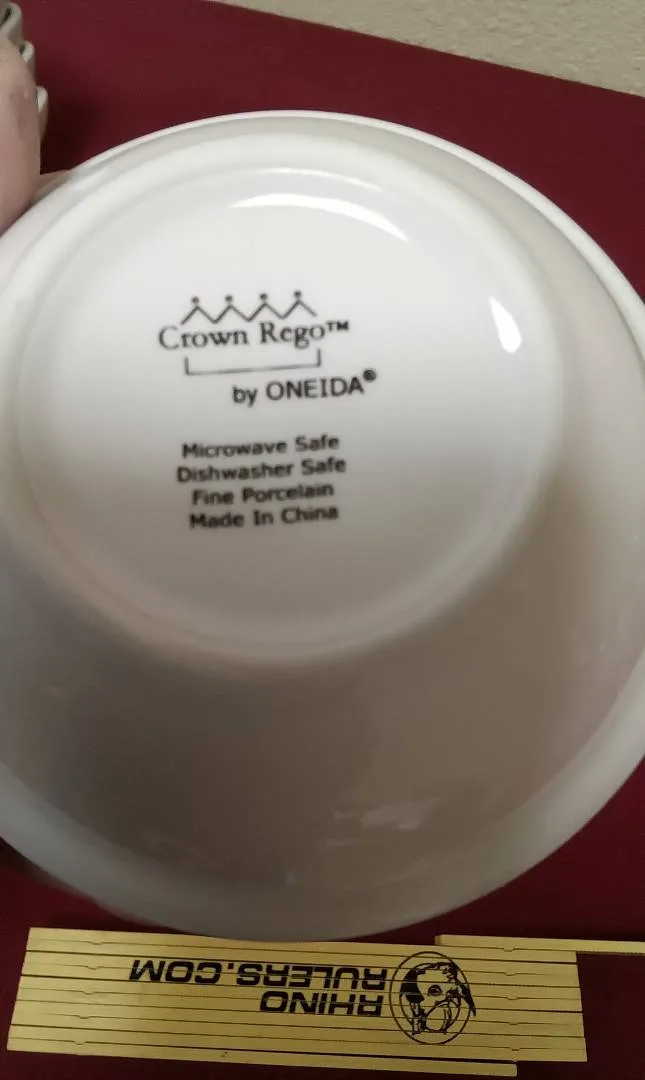 Crown Rego™
by ONEIDA®
Microwave Safe
Dishwasher Safe
Fine Porcelain
Made In China
RHINO
RULERS.COM